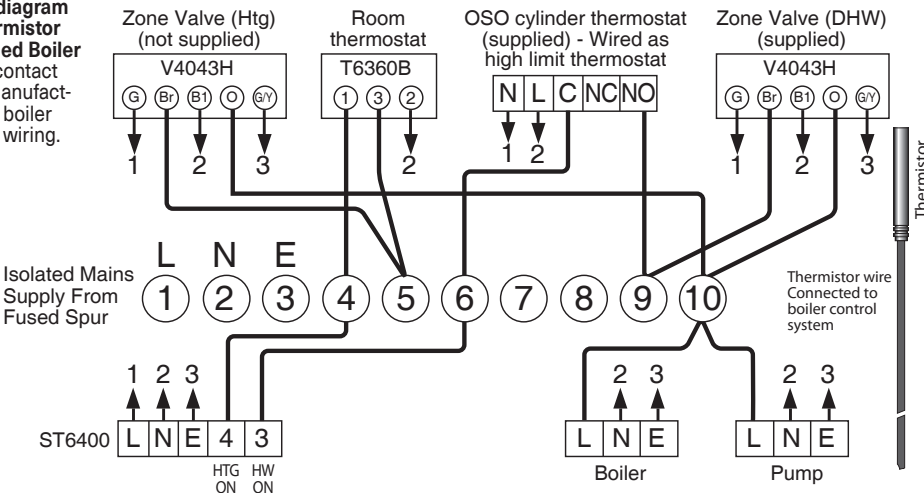 diagram
ed Boiler
contact
boiler
wiring.
Zone Valve (Htg)
(not supplied)
V4043H
G Br B1 O G/Y
1 2 3
Room
thermostat
T6360B
1 3 2
2
OSO cylinder thermostat
(supplied) - Wired as
high limit thermostat
N L C NC NO
1 2
Zone Valve (DHW)
(supplied)
V4043H
G Br B1 O G/Y
1 2 3
Thermistor
L N E
Isolated Mains
Supply From
Fused Spur
1 2 3 4 5 6 7 8 9 10
Thermistor wire
Connected to
boiler control
system
1 2 3
ST6400 L N E 4 3
HTG
ON
HW
ON
2 3
L N E
Boiler
2 3
L N E
Pump